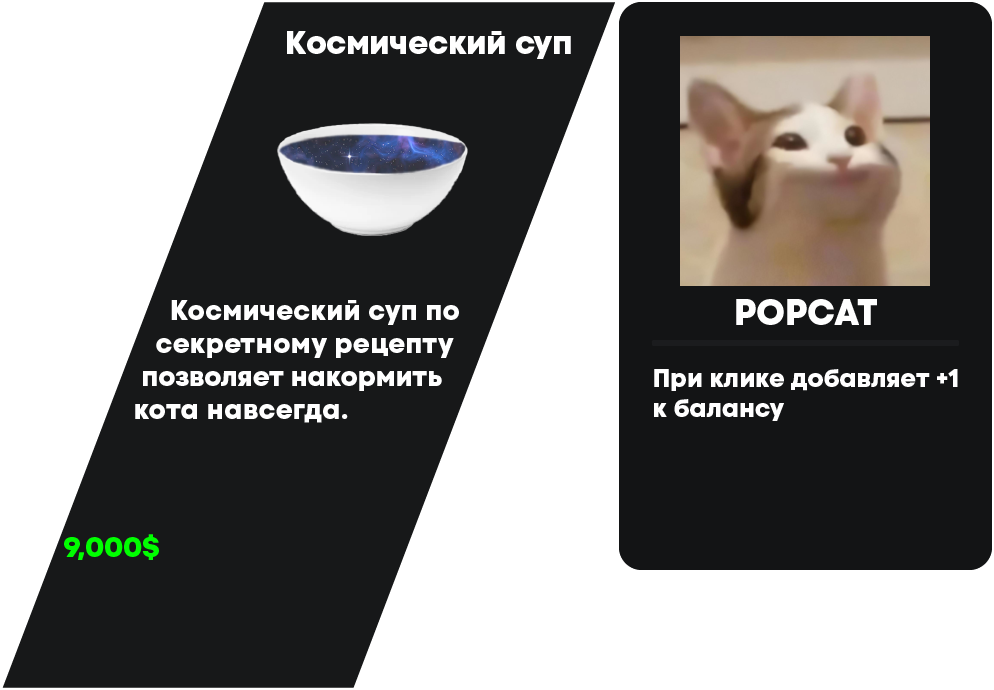 Космический суп
Космический суп по
секретному рецепту
позволяет накормить
кота навсегда.
9,000$
POPCAT
При клике добавляет +1
к балансу